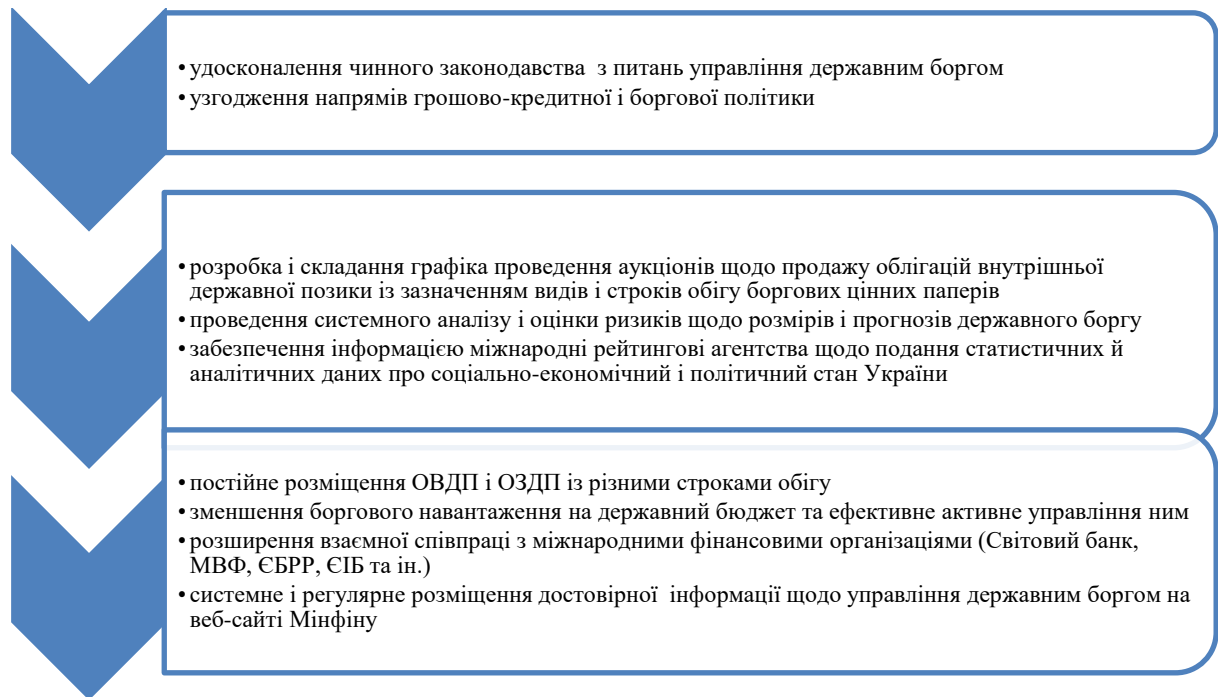 • удосконалення чинного законодавства з питань управління державним боргом
• узгодження напрямів грошово-кредитної і боргової політики
• розробка і складання графіка проведення аукціонів щодо продажу облігацій внутрішньої
державної позики із зазначенням видів і строків обігу боргових цінних паперів
• проведення системного аналізу і оцінки ризиків щодо розмірів і прогнозів державного боргу
• забезпечення інформацією міжнародні рейтингові агентства щодо подання статистичних й
аналітичних даних про соціально-економічний і політичний стан України
• постійне розміщення ОВДП і ОЗДП із різними строками обігу
• зменшення боргового навантаження на державний бюджет та ефективне активне управління ним
• розширення взаємної співпраці з міжнародними фінансовими організаціями (Світовий банк,
МВФ, ЄБРР, ЄІБ та ін.)
• системне і регулярне розміщення достовірної інформації щодо управління державним боргом на
веб-сайті Мінфіну